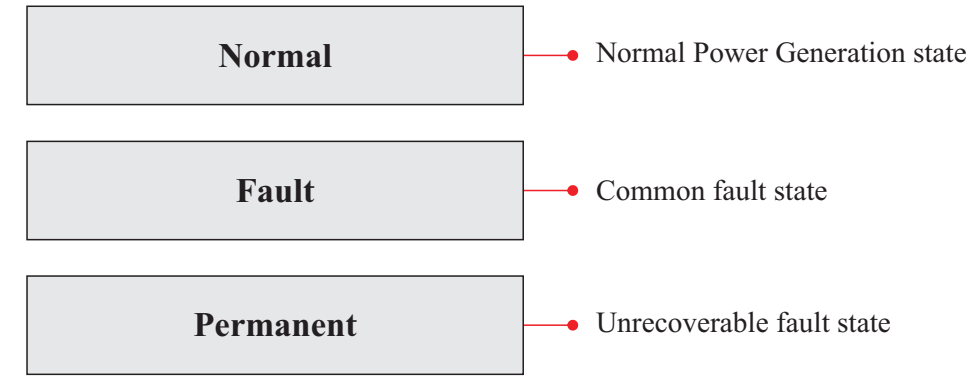 Normal
Normal Power Generation state
Fault
Common fault state
Permanent
Unrecoverable fault state